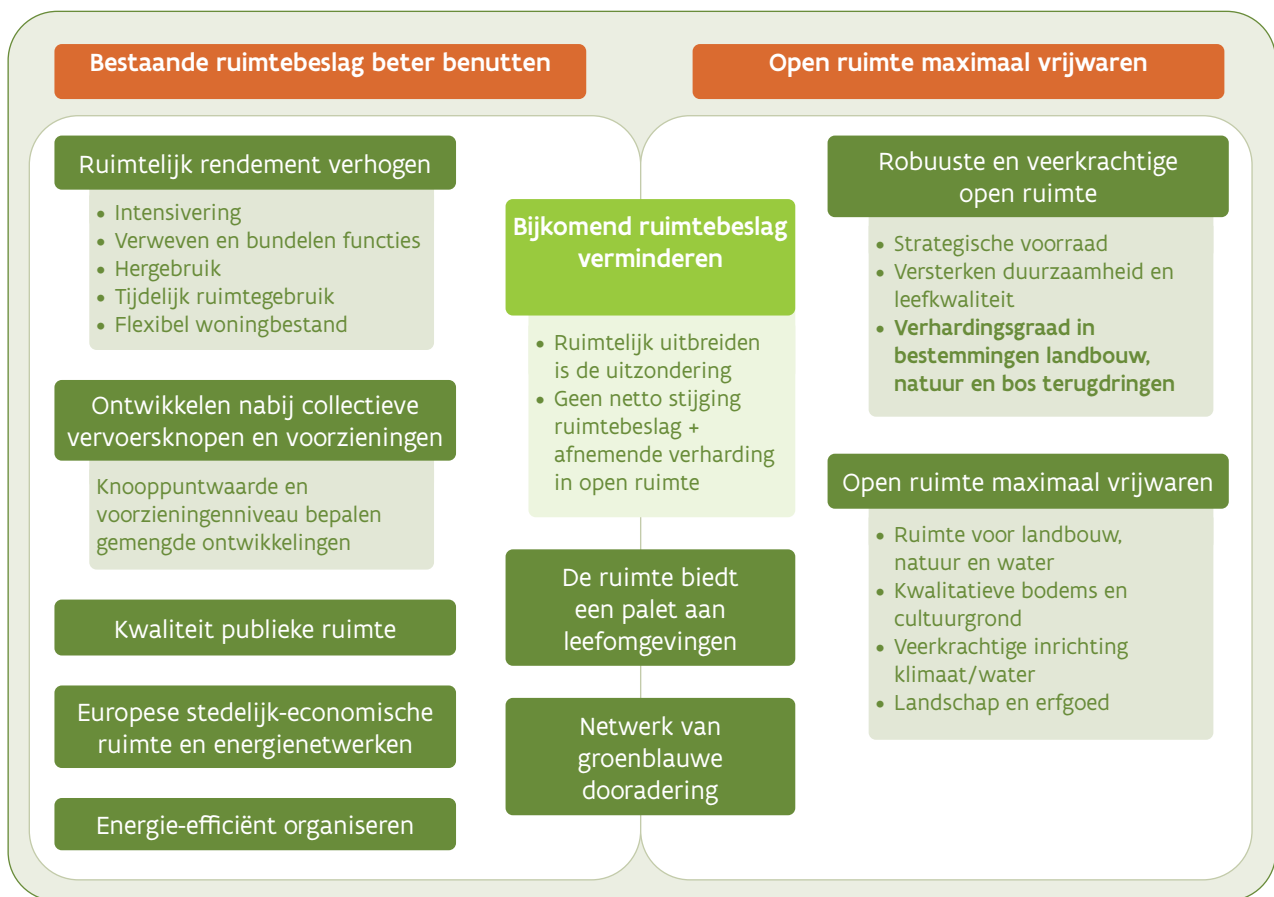 Bestaande ruimtebeslag beter benutten
Open ruimte maximaal vrijwaren
Ruimtelijk rendement verhogen
• Intensivering
• Verweven en bundelen functies
• Hergebruik
• Tijdelijk ruimtegebruik
• Flexibel woningbestand
Ontwikkelen nabij collectieve
vervoersknopen en voorzieningen
Knooppuntwaarde en
voorzieningenniveau bepalen
gemengde ontwikkelingen
Kwaliteit publieke ruimte
Europese stedelijk-economische
ruimte en energienetwerken
Energie-efficiënt organiseren
Bijkomend ruimtebeslag
verminderen
• Ruimtelijk uitbreiden
is de uitzondering
• Geen netto stijging
ruimtebeslag +
afnemende verharding
in open ruimte
De ruimte biedt
een palet aan
leefomgevingen
Netwerk van
groenblauwe
dooradering
Robuuste en veerkrachtige
open ruimte
• Strategische voorraad
• Versterken duurzaamheid en
leefkwaliteit
• Verhardingsgraad in
bestemmingen landbouw,
natuur en bos terugdringen
Open ruimte maximaal vrijwaren
• Ruimte voor landbouw,
natuur en water
• Kwalitatieve bodems en
cultuurgrond
• Veerkrachtige inrichting
klimaat/water
• Landschap en erfgoed